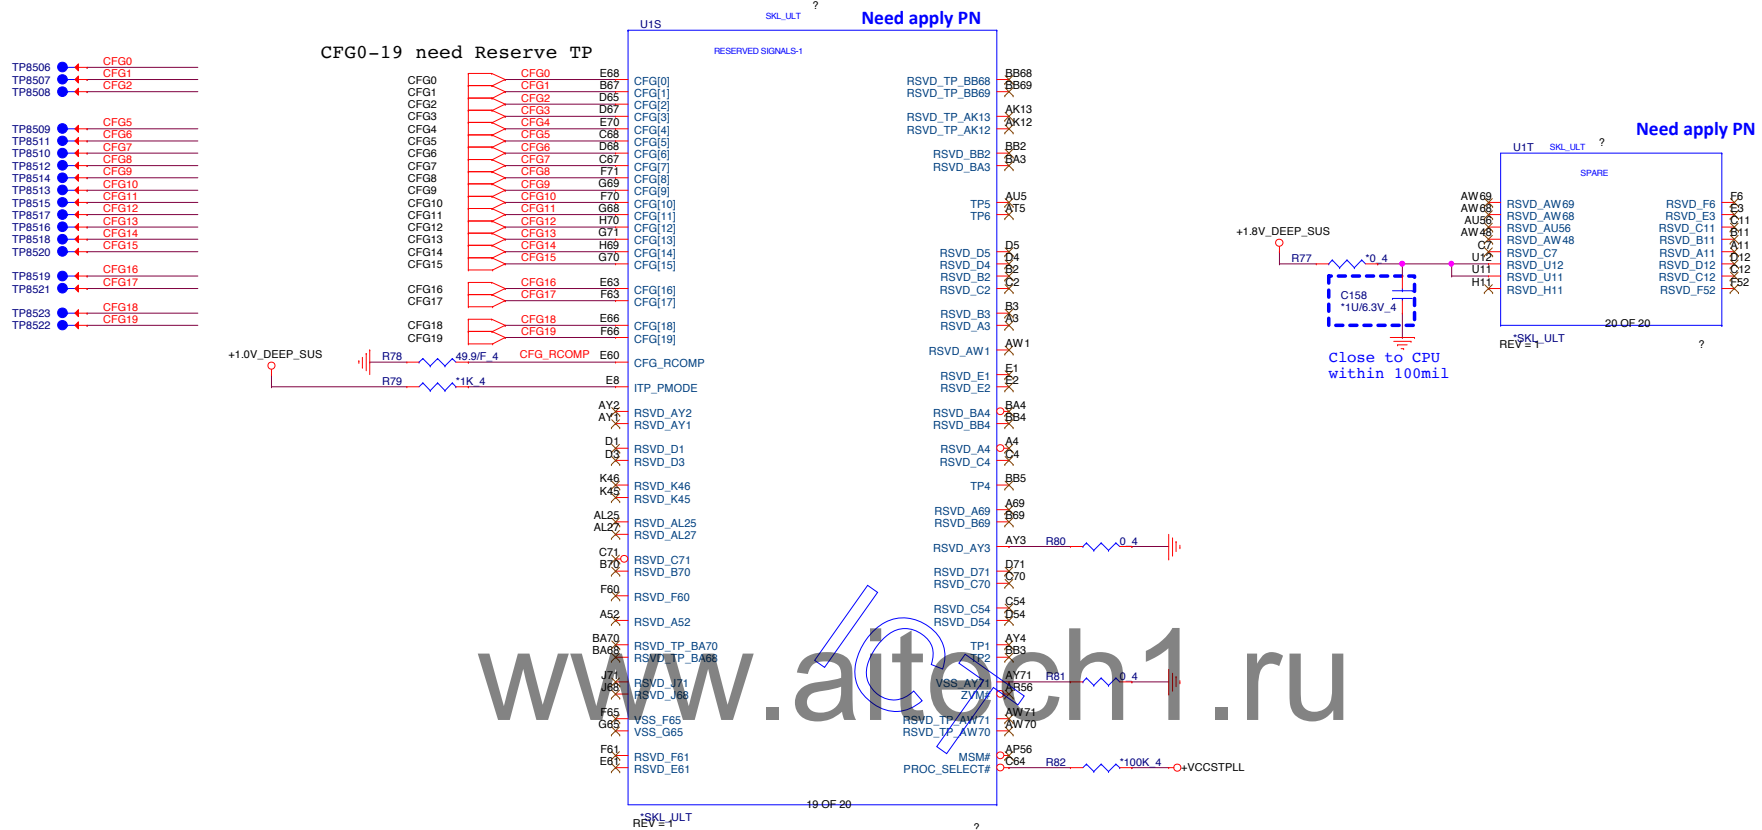 ?
SKL_ULT
Need apply PN
U1S
RESERVED SIGNALS-1
CFG0-19 need Reserve TP
TP8506 CFG0
TP8507 CFG1
TP8508 CFG2
TP8509 CFG5
TP8511 CFG6
TP8510 CFG7
TP8512 CFG8
TP8514 CFG9
TP8513 CFG10
TP8515 CFG11
TP8517 CFG12
TP8516 CFG13
TP8518 CFG14
TP8520 CFG15
TP8519 CFG16
TP8521 CFG17
TP8523 CFG18
TP8522 CFG19
CFG0 CFG0 E68 CFG[0]
CFG1 CFG1 B67 CFG[1]
CFG2 CFG2 D65 CFG[2]
CFG3 CFG3 D67 CFG[3]
CFG4 CFG4 E70 CFG[4]
CFG5 CFG5 C68 CFG[5]
CFG6 CFG6 D68 CFG[6]
CFG7 CFG7 C67 CFG[7]
CFG8 CFG8 F71 CFG[8]
CFG9 CFG9 G69 CFG[9]
CFG10 CFG10 F70 CFG[10]
CFG11 CFG11 G68 CFG[11]
CFG12 CFG12 H70 CFG[12]
CFG13 CFG13 G71 CFG[13]
CFG14 CFG14 H69 CFG[14]
CFG15 CFG15 G70 CFG[15]
CFG16 CFG16 E63 CFG[16]
CFG17 CFG17 F63 CFG[17]
CFG18 CFG18 E66 CFG[18]
CFG19 CFG19 F66 CFG[19]
+1.0V_DEEP_SUS
R78 49.9/F_4 CFG_RCOMP E60 CFG_RCOMP
R79 *1K_4 E8 ITP_PMODE
AY2 RSVD_AY2
AY1 RSVD_AY1
D1 RSVD_D1
D3 RSVD_D3
K46 RSVD_K46
K45 RSVD_K45
AL25 RSVD_AL25
AL27 RSVD_AL27
C71 RSVD_C71
B70 RSVD_B70
F60 RSVD_F60
A52 RSVD_A52
BA70 RSVD_TP_BA70
BA68 RSVD_TP_BA68
J71 RSVD_J71
J68 RSVD_J68
F65 VSS_F65
G65 VSS_G65
F61 RSVD_F61
E61 RSVD_E61
RSVD_TP_BB68 BB68
RSVD_TP_BB69 BB69
RSVD_TP_AK13 AK13
RSVD_TP_AK12 AK12
RSVD_BB2 BB2
RSVD_BA3 BA3
TP5 AU5
TP6 AT5
RSVD_D5 D5
RSVD_D4 D4
RSVD_B2 B2
RSVD_C2 C2
RSVD_B3 B3
RSVD_A3 A3
RSVD_AW1 AW1
RSVD_E1 E1
RSVD_E2 E2
RSVD_BA4 BA4
RSVD_BB4 BB4
RSVD_A4 A4
RSVD_C4 C4
TP4 BB5
RSVD_A69 A69
RSVD_B69 B69
RSVD_AY3 AY3 R80 0_4
RSVD_D71 D71
RSVD_C70 C70
RSVD_C54 C54
RSVD_D54 D54
TP1 AY4
TP2 BB3
VSS_AY71 AY71 R81 0_4
ZVM# AR56
RSVD_TP_AW71 AW71
RSVD_TP_AW70 AW70
MSM# AP56
PROC_SELECT# C64 R82 *100K_4 +VCCSTPLL
19 OF 20
*SKL_ULT
REV = 1
?
www.aitech1.ru
Need apply PN
U1T SKL_ULT ?
SPARE
AW69 RSVD_AW69 RSVD_F6 F6
AW68 RSVD_AW68 RSVD_E3 E3
AU56 RSVD_AU56 RSVD_C11 C11
AW48 RSVD_AW48 RSVD_B11 B11
C7 RSVD_C7 RSVD_A11 A11
U12 RSVD_U12 RSVD_D12 D12
U11 RSVD_U11 RSVD_C12 C12
H11 RSVD_H11 RSVD_F52 F52
+1.8V_DEEP_SUS
R77 *0_4
C158
*1U/6.3V_4
Close to CPU
within 100mil
20 OF 20
*SKL_ULT
REV = 1
?